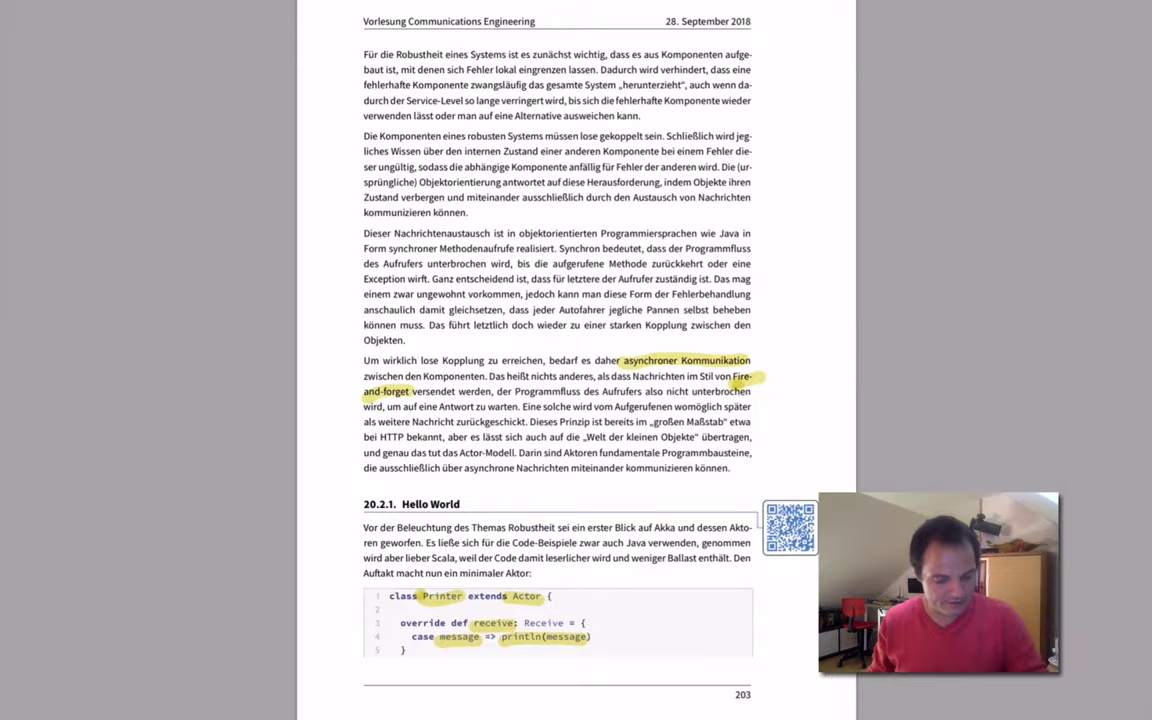 Vorlesung Communications Engineering 28. September 2018
Für die Robustheit eines Systems ist es zunächst wichtig, dass es aus Komponenten aufge-
baut ist, mit denen sich Fehler lokal eingrenzen lassen. Dadurch wird verhindert, dass eine
fehlerhafte Komponente zwangsläufig das gesamte System „herunterzieht“, auch wenn da-
durch der Service-Level so lange verringert wird, bis sich die fehlerhafte Komponente wieder
verwenden lässt oder man auf eine Alternative ausweichen kann.
Die Komponenten eines robusten Systems müssen lose gekoppelt sein. Schließlich wird jeg-
liches Wissen über den internen Zustand einer anderen Komponente bei einem Fehler die-
ser ungültig, sodass die abhängige Komponente anfällig für Fehler der anderen wird. Die (ur-
sprüngliche) Objektorientierung antwortet auf diese Herausforderung, indem Objekte ihren
Zustand verbergen und miteinander ausschließlich durch den Austausch von Nachrichten
kommunizieren können.
Dieser Nachrichtenaustausch ist in objektorientierten Programmiersprachen wie Java in
Form synchroner Methodenaufrufe realisiert. Synchron bedeutet, dass der Programmfluss
des Aufrufers unterbrochen wird, bis die aufgerufene Methode zurückkehrt oder eine
Exception wirft. Ganz entscheidend ist, dass für letztere der Aufrufer zuständig ist. Das mag
einem zwar ungewohnt vorkommen, jedoch kann man diese Form der Fehlerbehandlung
anschaulich damit gleichsetzen, dass jeder Autofahrer jegliche Pannen selbst beheben
können muss. Das führt letztlich doch wieder zu einer starken Kopplung zwischen den
Objekten.
Um wirklich lose Kopplung zu erreichen, bedarf es daher asynchroner Kommunikation
zwischen den Komponenten. Das heißt nichts anderes, als dass Nachrichten im Stil von Fire-
and-forget versendet werden, der Programmfluss des Aufrufers also nicht unterbrochen
wird, um auf eine Antwort zu warten. Eine solche wird vom Aufgerufenen womöglich später
als weitere Nachricht zurückgeschickt. Dieses Prinzip ist bereits im „großen Maßstab“ etwa
bei HTTP bekannt, aber es lässt sich auch auf die „Welt der kleinen Objekte“ übertragen,
und genau das tut das Actor-Modell. Darin sind Aktoren fundamentale Programmbausteine,
die ausschließlich über asynchrone Nachrichten miteinander kommunizieren können.
20.2.1. Hello World
Vor der Beleuchtung des Themas Robustheit sei ein erster Blick auf Akka und dessen Akto-
ren geworfen. Es ließe sich für die Code-Beispiele zwar auch Java verwenden, genommen
wird aber lieber Scala, weil der Code damit leserlicher wird und weniger Ballast enthält. Den
Auftakt macht nun ein minimaler Aktor:
1 class Printer extends Actor {
2
3 override def receive: Receive = {
4 case message => println(message)
5 }
203